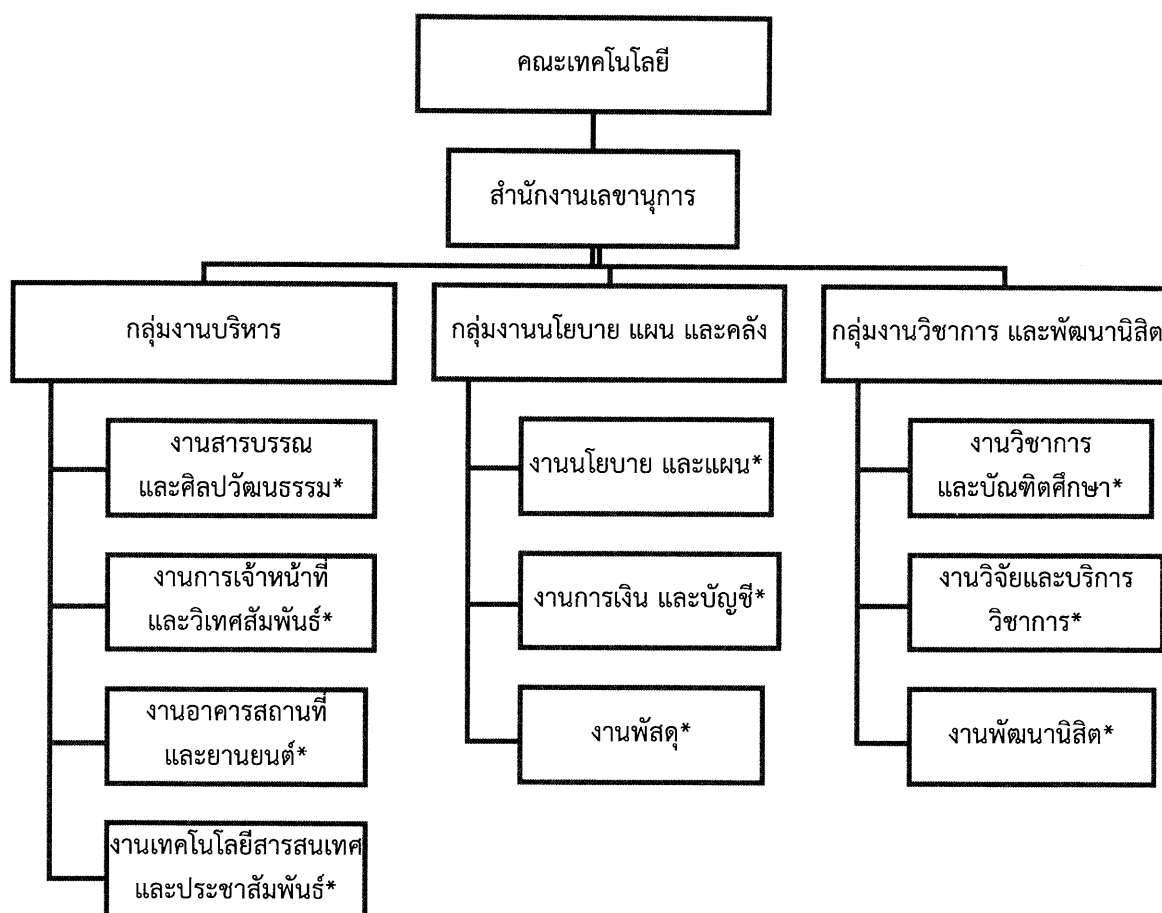 คณะเทคโนโลยี
สำนักงานเลขานุการ
กลุ่มงานบริหาร
กลุ่มงานนโยบาย แผน และคลัง
กลุ่มงานวิชาการ และพัฒนานิสิต
งานสารบรรณ
และศิลปวัฒนธรรม*
งานการเจ้าหน้าที่
และวิเทศสัมพันธ์*
งานอาคารสถานที่
และยานยนต์*
งานเทคโนโลยีสารสนเทศ
และประชาสัมพันธ์*
งานนโยบาย และแผน*
งานการเงิน และบัญชี*
งานพัสดุ*
งานวิชาการ
และบัณฑิตศึกษา*
งานวิจัยและบริการ
วิชาการ*
งานพัฒนานิสิต*